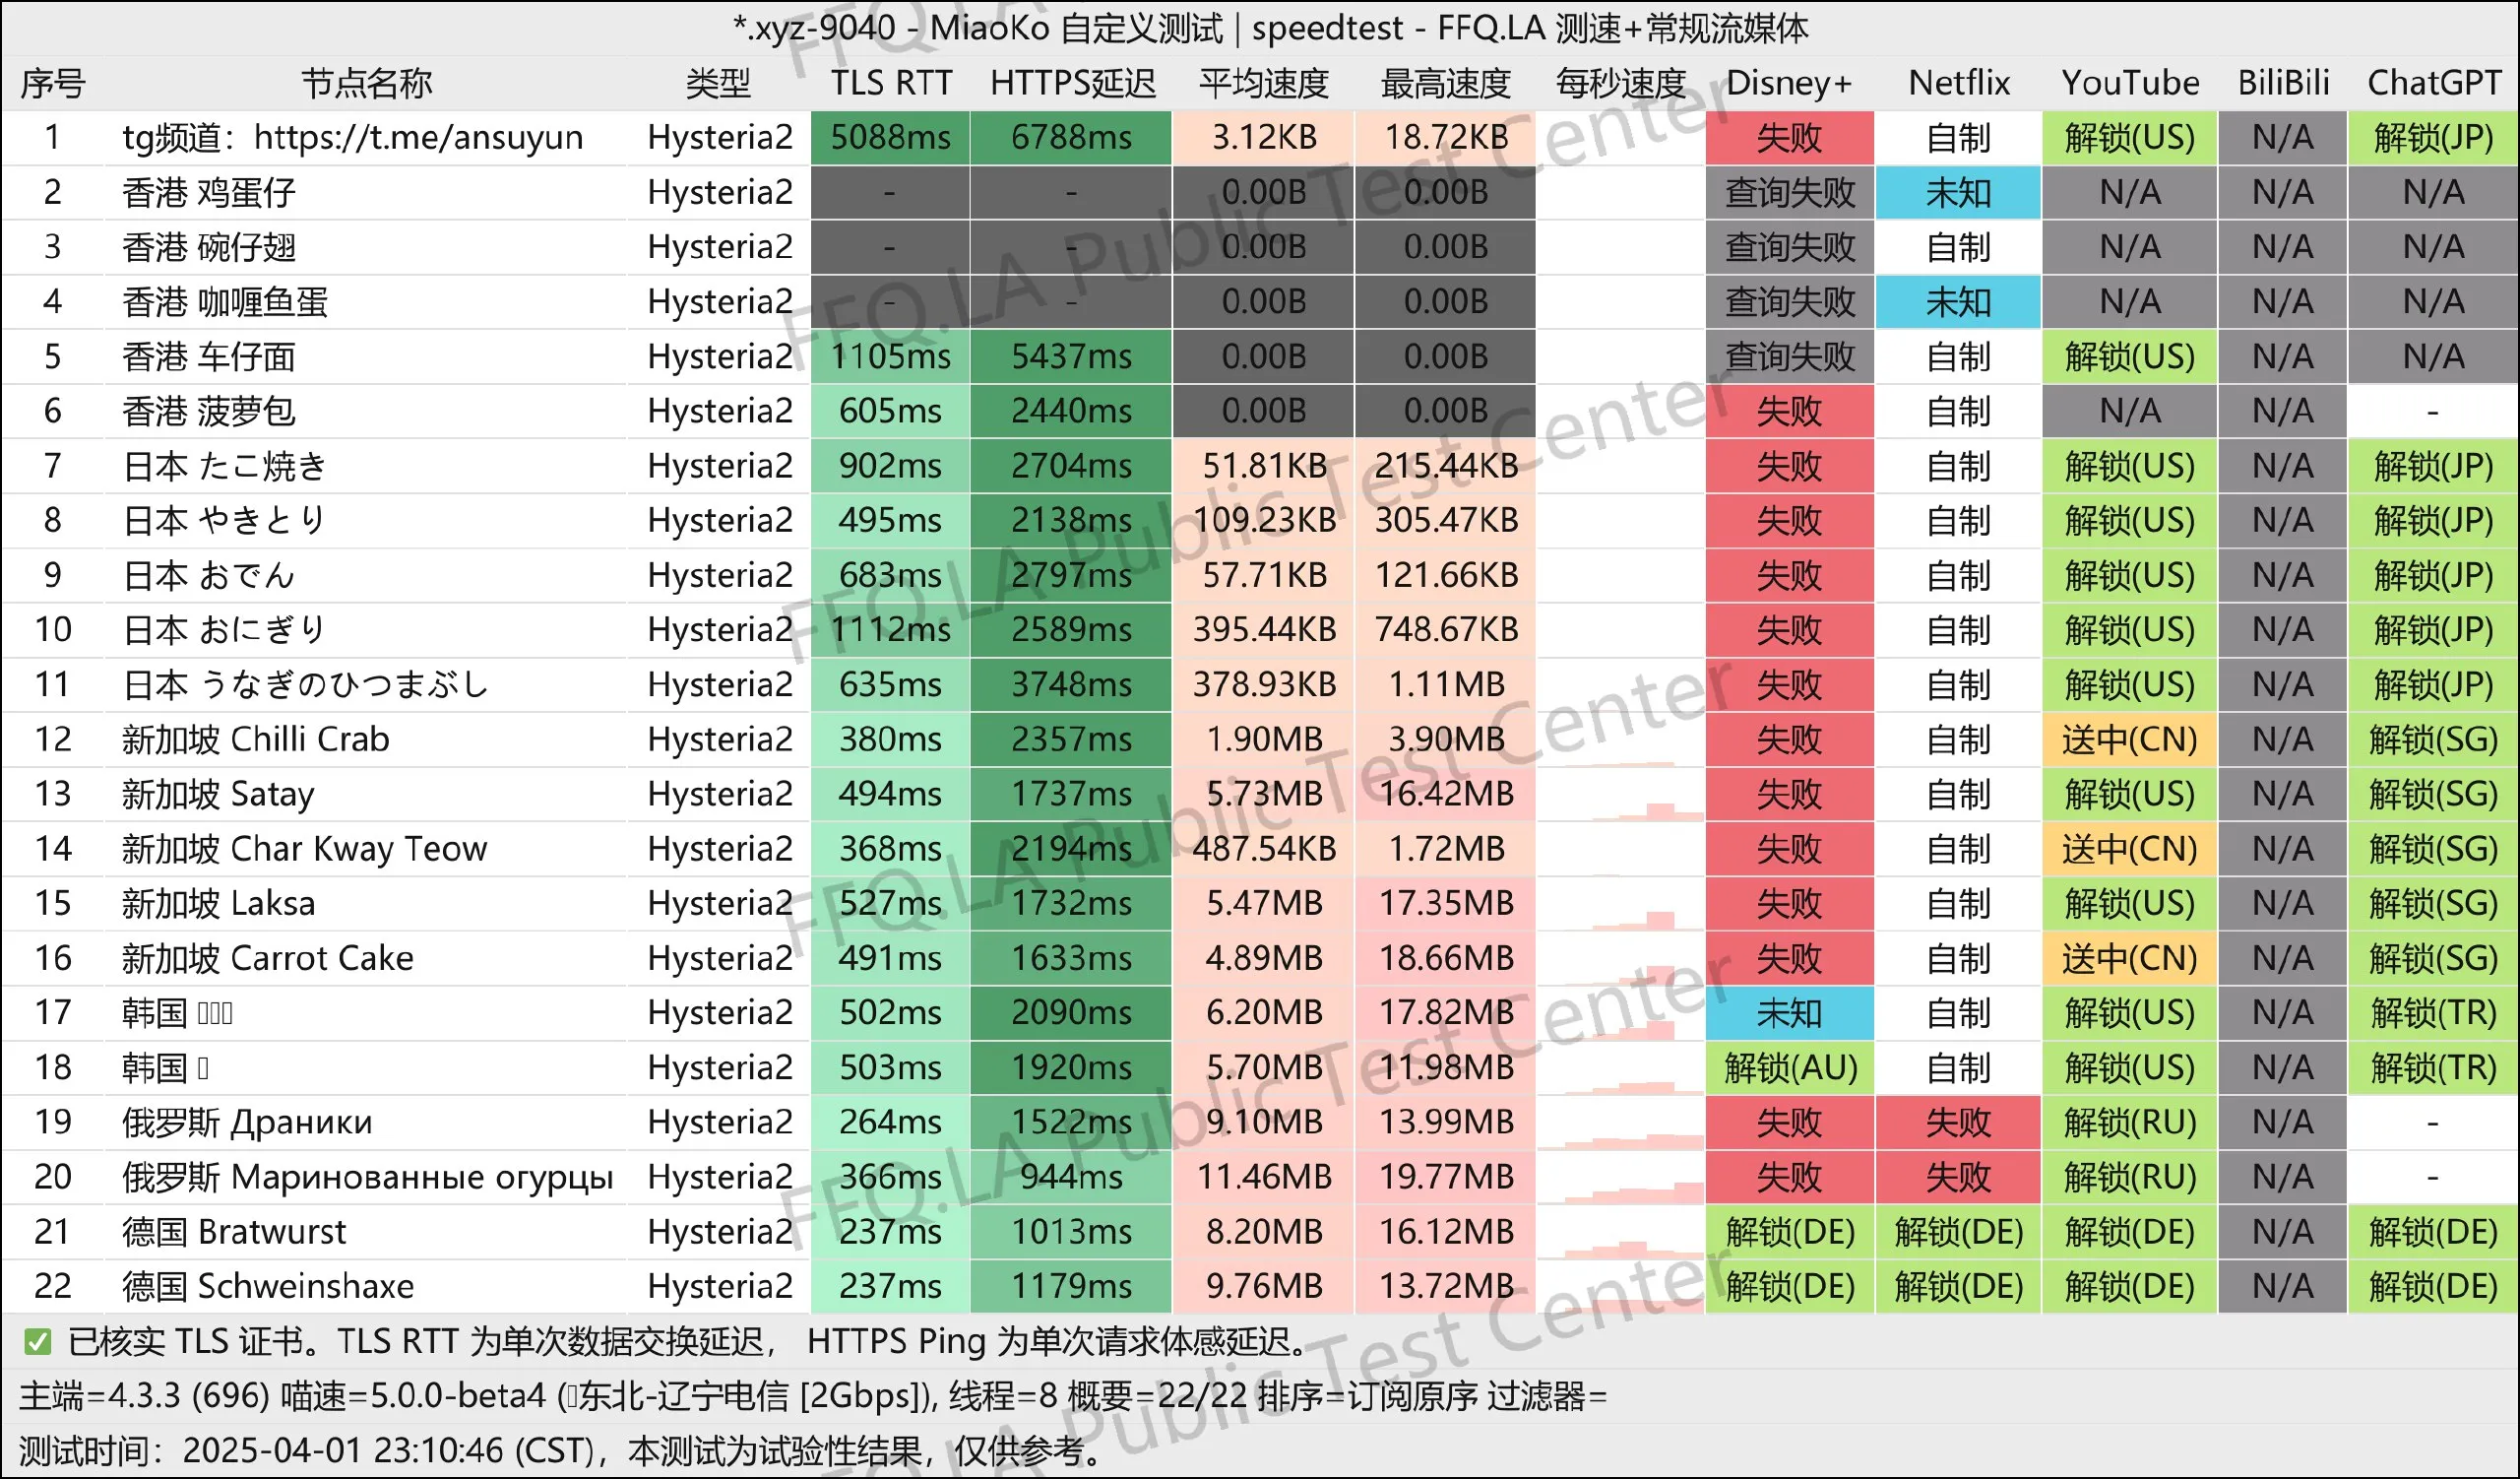 *.xyz-9040 - MiaoKo 自定义测试 | speedtest - FFQ.LA 测速+常规流媒体
序号 节点名称 类型 TLS RTT HTTPS延迟 平均速度 最高速度 每秒速度 Disney+ Netflix YouTube BiliBili ChatGPT
1 tg频道：https://t.me/ansuyun Hysteria2 5088ms 6788ms 3.12KB 18.72KB 失败 自制 解锁(US) N/A 解锁(JP)
2 香港 鸡蛋仔 Hysteria2 - - 0.00B 0.00B 查询失败 未知 N/A N/A N/A
3 香港 碗仔翅 Hysteria2 - - 0.00B 0.00B 查询失败 自制 N/A N/A N/A
4 香港 咖喱鱼蛋 Hysteria2 - - 0.00B 0.00B 查询失败 未知 N/A N/A N/A
5 香港 车仔面 Hysteria2 1105ms 5437ms 0.00B 0.00B 查询失败 自制 解锁(US) N/A N/A
6 香港 菠萝包 Hysteria2 605ms 2440ms 0.00B 0.00B 失败 自制 N/A N/A -
7 日本 たこ焼き Hysteria2 902ms 2704ms 51.81KB 215.44KB 失败 自制 解锁(US) N/A 解锁(JP)
8 日本 やきとり Hysteria2 495ms 2138ms 109.23KB 305.47KB 失败 自制 解锁(US) N/A 解锁(JP)
9 日本 おでん Hysteria2 683ms 2797ms 57.71KB 121.66KB 失败 自制 解锁(US) N/A 解锁(JP)
10 日本 おにぎり Hysteria2 1112ms 2589ms 395.44KB 748.67KB 失败 自制 解锁(US) N/A 解锁(JP)
11 日本 うなぎのひつまぶし Hysteria2 635ms 3748ms 378.93KB 1.11MB 失败 自制 解锁(US) N/A 解锁(JP)
12 新加坡 Chilli Crab Hysteria2 380ms 2357ms 1.90MB 3.90MB 失败 自制 送中(CN) N/A 解锁(SG)
13 新加坡 Satay Hysteria2 494ms 1737ms 5.73MB 16.42MB 失败 自制 解锁(US) N/A 解锁(SG)
14 新加坡 Char Kway Teow Hysteria2 368ms 2194ms 487.54KB 1.72MB 失败 自制 送中(CN) N/A 解锁(SG)
15 新加坡 Laksa Hysteria2 527ms 1732ms 5.47MB 17.35MB 失败 自制 解锁(US) N/A 解锁(SG)
16 新加坡 Carrot Cake Hysteria2 491ms 1633ms 4.89MB 18.66MB 失败 自制 送中(CN) N/A 解锁(SG)
17 韩国 Hysteria2 502ms 2090ms 6.20MB 17.82MB 未知 自制 解锁(US) N/A 解锁(TR)
18 韩国 Hysteria2 503ms 1920ms 5.70MB 11.98MB 解锁(AU) 自制 解锁(US) N/A 解锁(TR)
19 俄罗斯 Драники Hysteria2 264ms 1522ms 9.10MB 13.99MB 失败 失败 解锁(RU) N/A -
20 俄罗斯 Маринованные огурцы Hysteria2 366ms 944ms 11.46MB 19.77MB 失败 失败 解锁(RU) N/A -
21 德国 Bratwurst Hysteria2 237ms 1013ms 8.20MB 16.12MB 解锁(DE) 解锁(DE) 解锁(DE) N/A 解锁(DE)
22 德国 Schweinshaxe Hysteria2 237ms 1179ms 9.76MB 13.72MB 解锁(DE) 解锁(DE) 解锁(DE) N/A 解锁(DE)
✅ 已核实 TLS 证书。TLS RTT 为单次数据交换延迟， HTTPS Ping 为单次请求体感延迟。
主端=4.3.3 (696) 喵速=5.0.0-beta4 (东北-辽宁电信 [2Gbps]), 线程=8 概要=22/22 排序=订阅原序 过滤器=
测试时间：2025-04-01 23:10:46 (CST)，本测试为试验性结果，仅供参考。
FFQ.LA Public Test Center
FFQ.LA Public Test Center
FFQ.LA Public Test Center
FFQ.LA Public Test Center
FFQ.LA Public Test Center